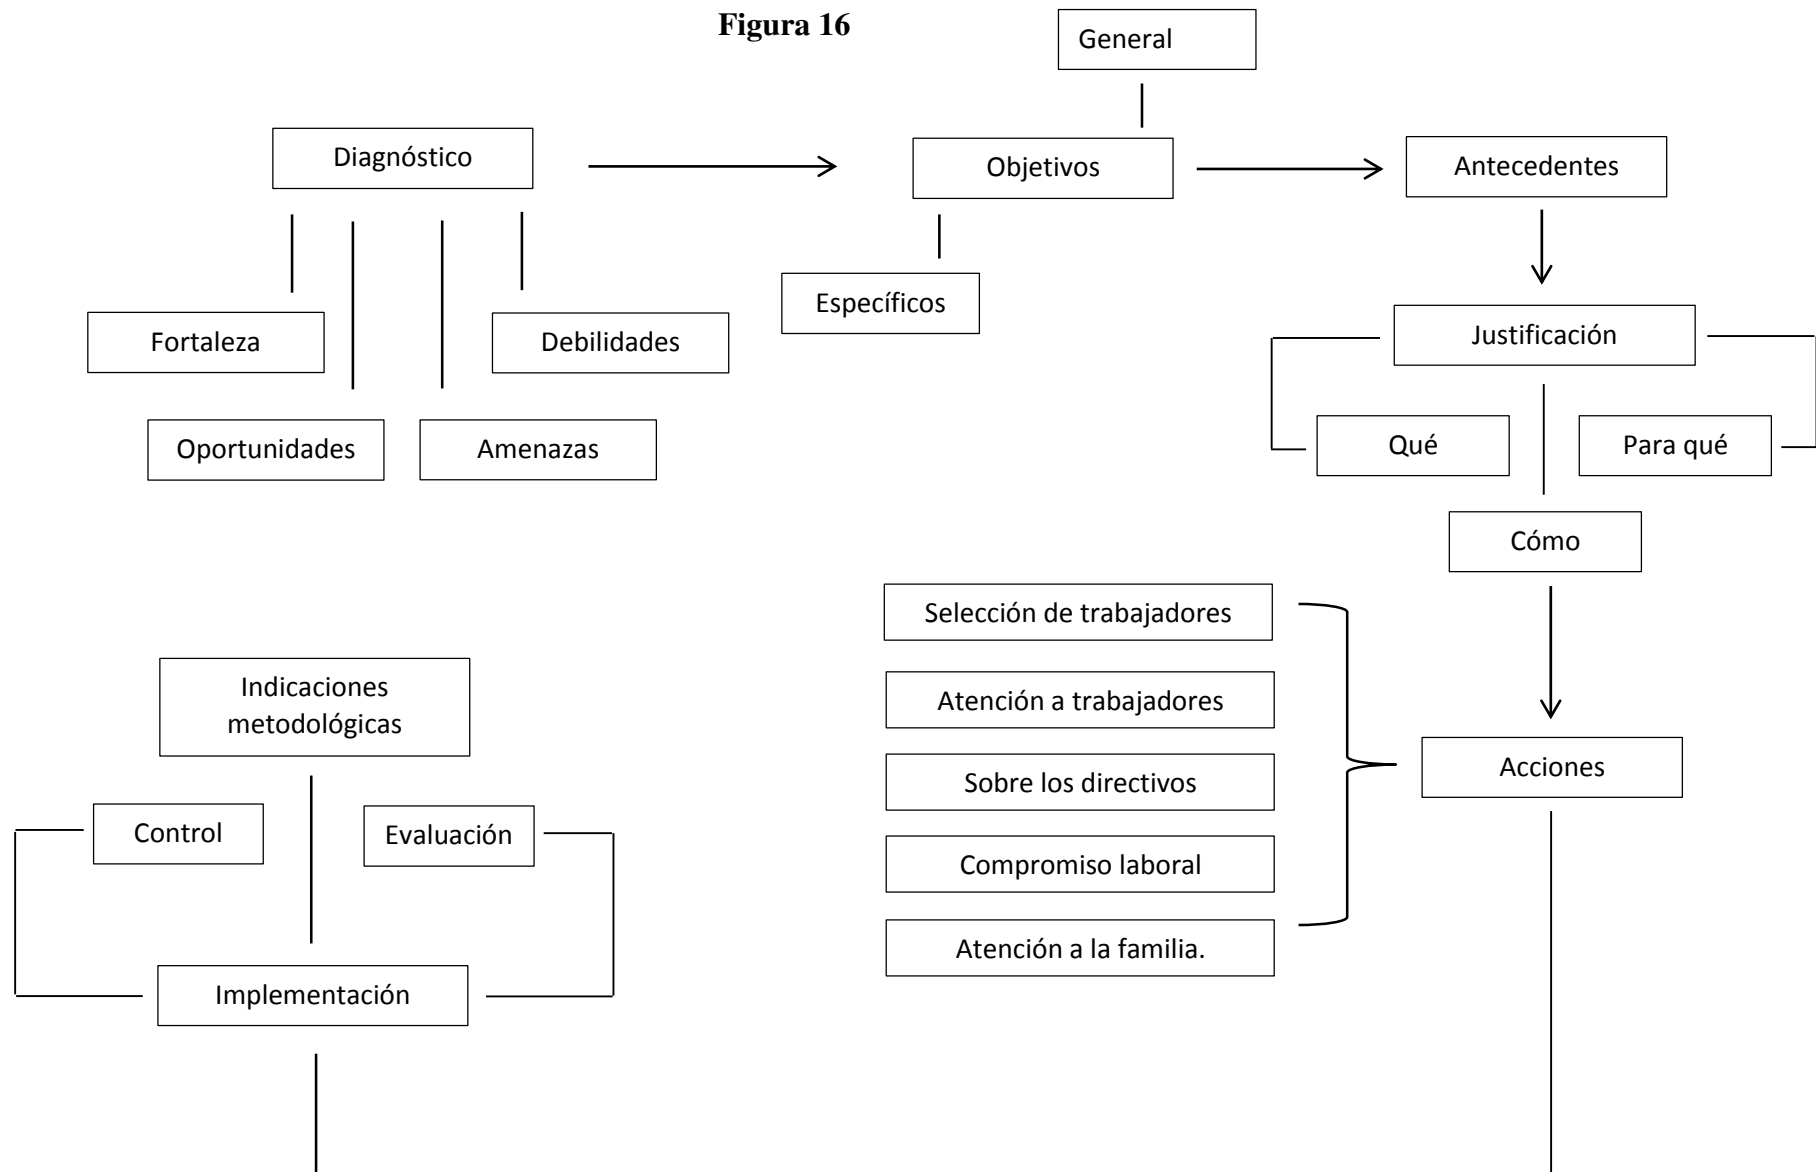 Figura 16
General
Diagnóstico
Objetivos
Antecedentes
Específicos
Fortaleza
Debilidades
Justificación
Oportunidades
Amenazas
Qué
Para qué
Cómo
Selección de trabajadores
Indicaciones
metodológicas
Atención a trabajadores
Sobre los directivos
Acciones
Control
Evaluación
Compromiso laboral
Atención a la familia.
Implementación